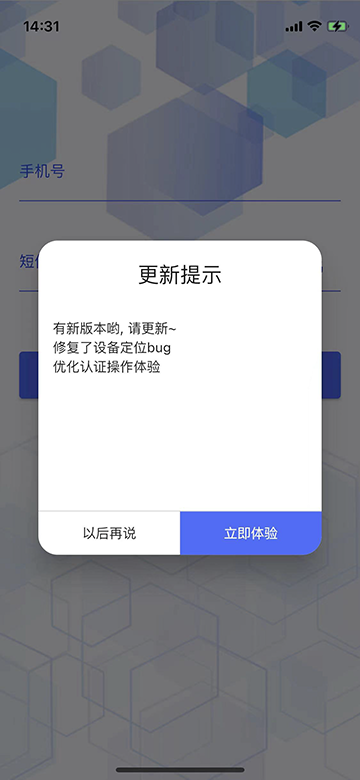 14:31
手机号
短
更新提示
有新版本哟, 请更新~
修复了设备定位bug
优化认证操作体验
以后再说
立即体验